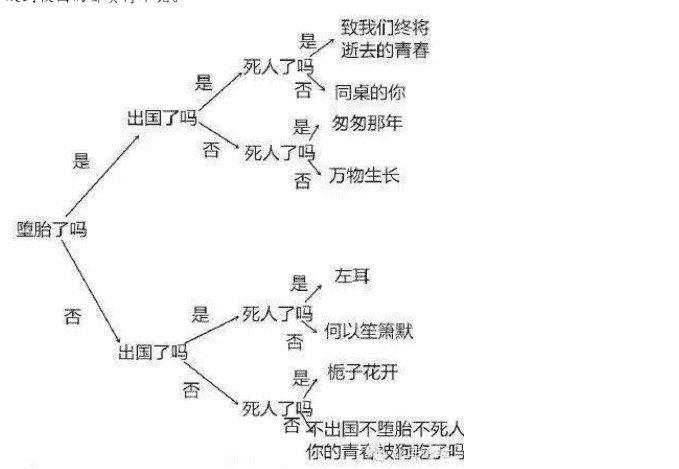 是
致我们终将
逝去的青春
死人了吗
是
否
同桌的你
出国了吗
是
匆匆那年
否
死人了吗
是
否
万物生长
堕胎了吗
是
左耳
否
是
死人了吗
否
何以笙箫默
出国了吗
是
栀子花开
否
死人了吗
否
不出国不堕胎不死人
你的青春被狗吃了吗